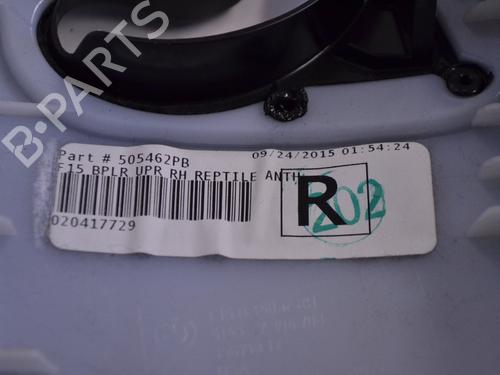 B-PARTS
Part # 505462PB
09/24/2015 01:54:24
F15 BPLR UPR RH REPTILE ANTH
R
202
020417729